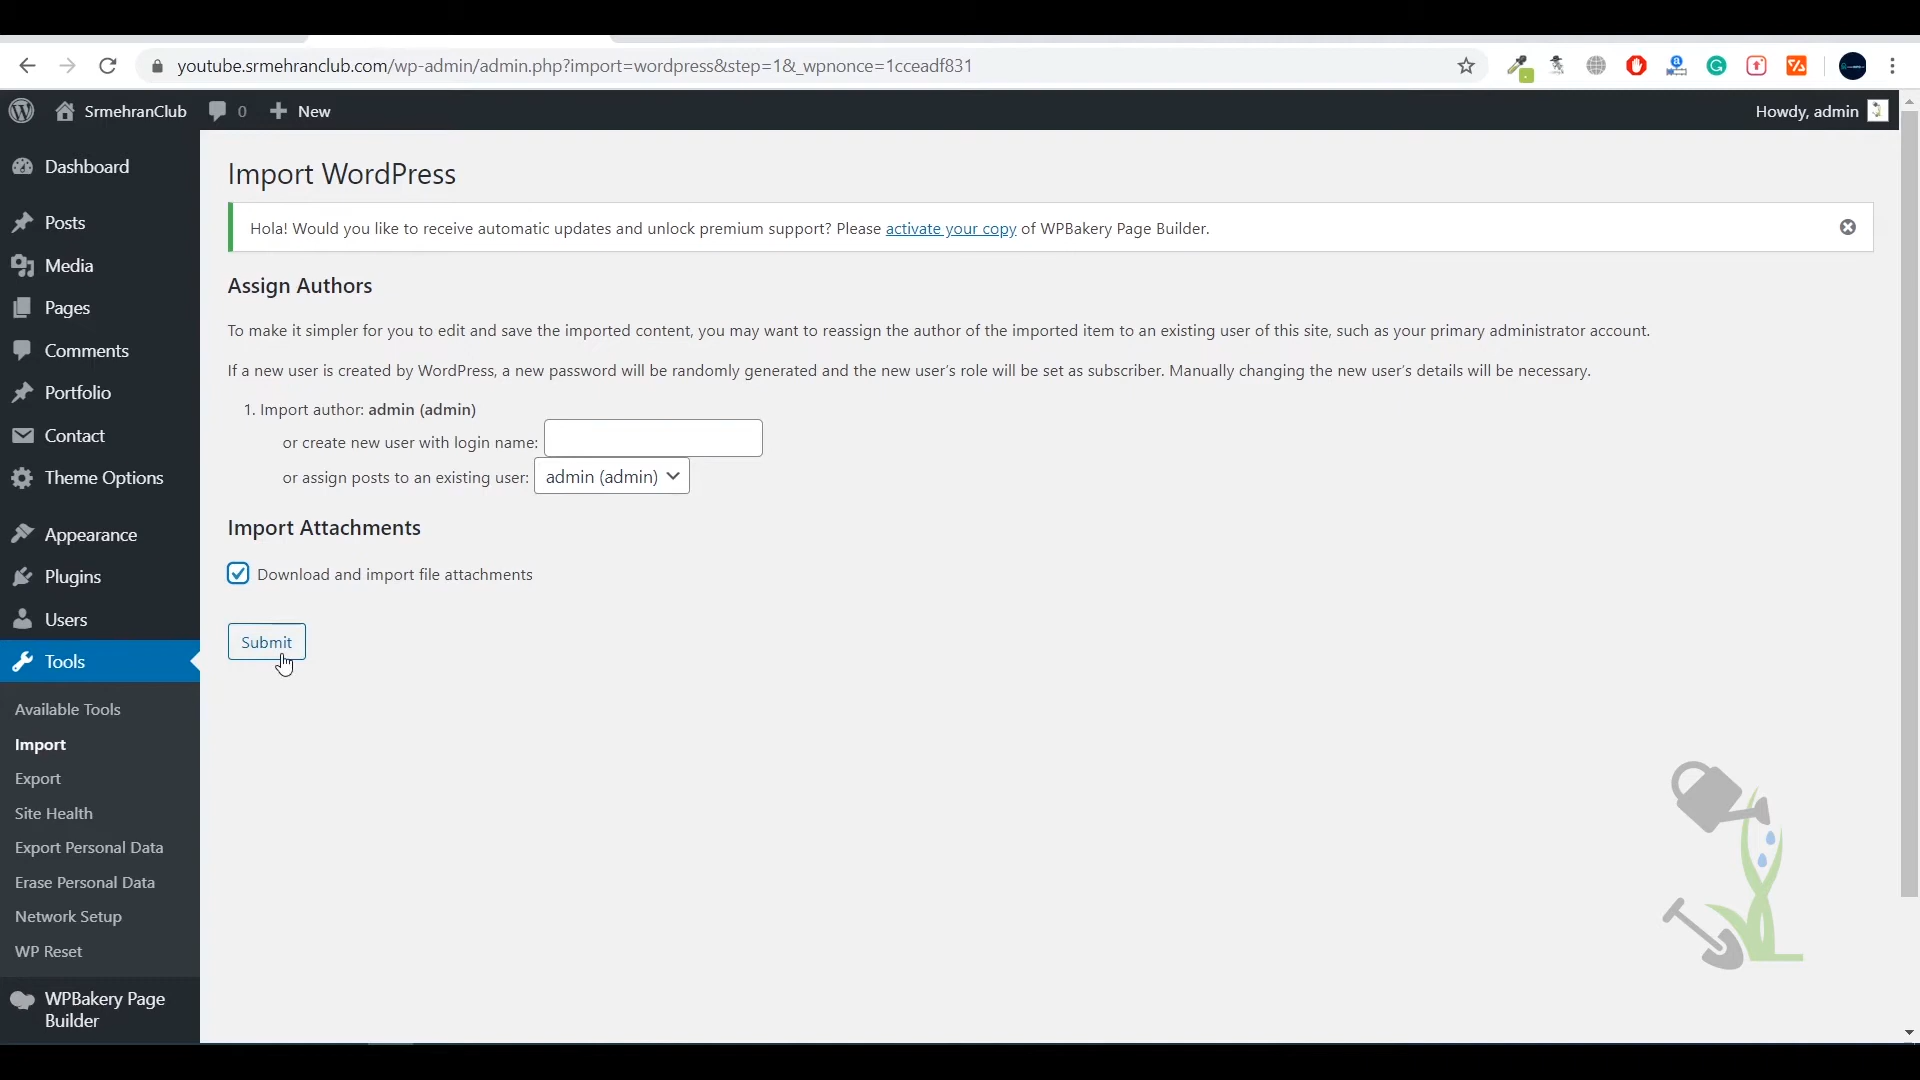 youtube.srmehranclub.com/wp-admin/admin.php?import=wordpress&step=1&_wpnonce=1cceadf831
SrmehranClub 0 New Howdy, admin
Dashboard
Posts
Media
Pages
Comments
Portfolio
Contact
Theme Options
Appearance
Plugins
Users
Tools
Available Tools
Import
Export
Site Health
Export Personal Data
Erase Personal Data
Network Setup
WP Reset
WPBakery Page
Builder
Import WordPress
Hola! Would you like to receive automatic updates and unlock premium support? Please activate your copy of WPBakery Page Builder.
Assign Authors
To make it simpler for you to edit and save the imported content, you may want to reassign the author of the imported item to an existing user of this site, such as your primary administrator account.
If a new user is created by WordPress, a new password will be randomly generated and the new user's role will be set as subscriber. Manually changing the new user's details will be necessary.
1. Import author: admin (admin)
or create new user with login name:
or assign posts to an existing user: admin (admin)
Import Attachments
Download and import file attachments
Submit